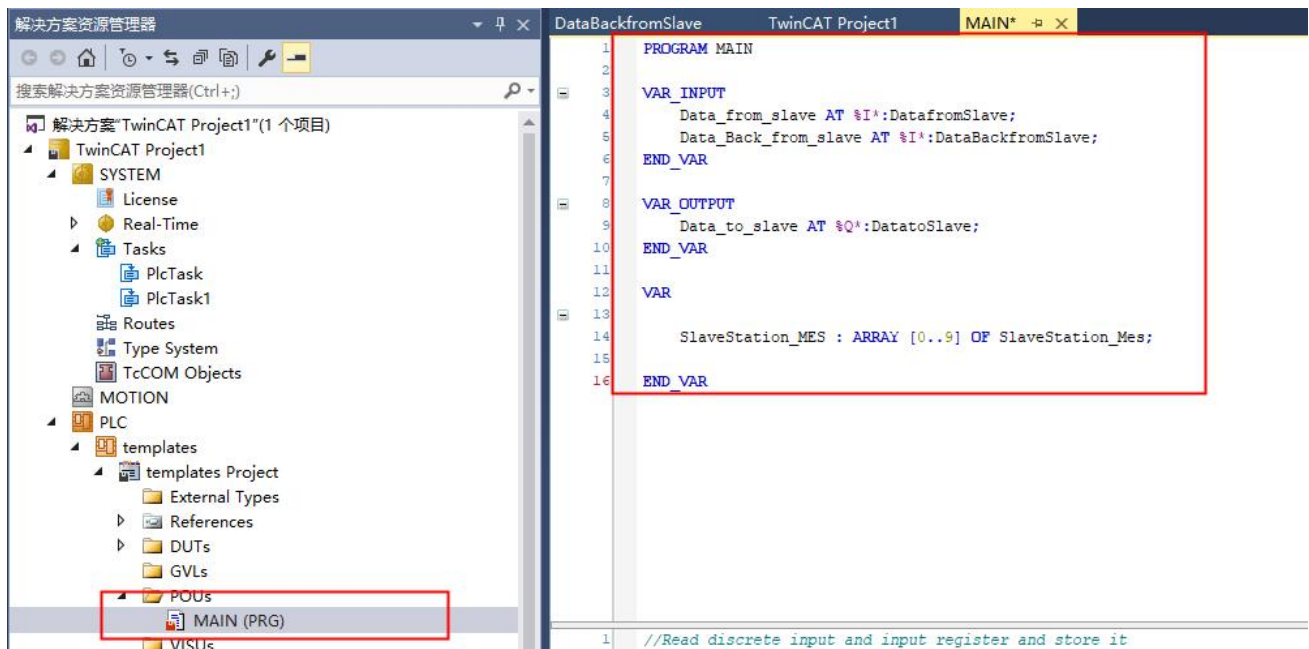 解决方案资源管理器
搜索解决方案资源管理器(Ctrl+;)
解决方案"TwinCAT Project1"(1 个项目)
TwinCAT Project1
SYSTEM
License
Real-Time
Tasks
PlcTask
PlcTask1
Routes
Type System
TcCOM Objects
MOTION
PLC
templates
templates Project
External Types
References
DUTs
GVLs
POUs
MAIN (PRG)
VISUs
DataBackfromSlave TwinCAT Project1 MAIN*
1 PROGRAM MAIN
2
3 VAR_INPUT
4 Data_from_slave AT %I*:DatafromSlave;
5 Data_Back_from_slave AT %I*:DataBackfromSlave;
6 END_VAR
7
8 VAR_OUTPUT
9 Data_to_slave AT %Q*:DatatoSlave;
10 END_VAR
11
12 VAR
13
14 SlaveStation_MES : ARRAY [0..9] OF SlaveStation_Mes;
15
16 END_VAR
1 //Read discrete input and input register and store it